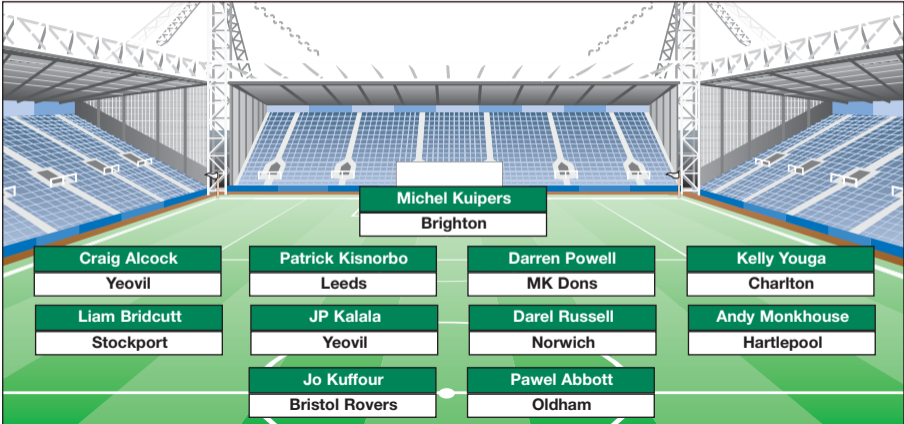 Michel Kuipers
Brighton
Craig Alcock
Yeovil
Patrick Kisnorbo
Leeds
Darren Powell
MK Dons
Kelly Youga
Charlton
Liam Bridcutt
Stockport
JP Kalala
Yeovil
Darel Russell
Norwich
Andy Monkhouse
Hartlepool
Jo Kuffour
Bristol Rovers
Pawel Abbott
Oldham